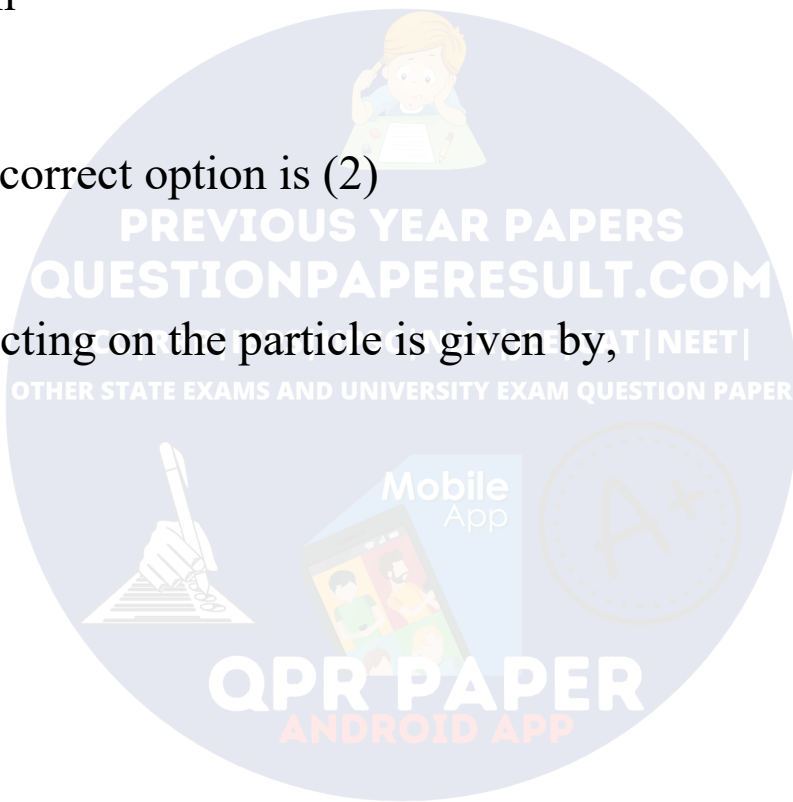 correct option is (2)
PREVIOUS YEAR PAPERS
QUESTIONPAPERESULT.COM
cting on the particle is given by,
AT|NEET|
OTHER STATE EXAMS AND UNIVERSITY EXAM QUESTION PAPER
Mobile
App
A+
QPR PAPER
ANDROID APP